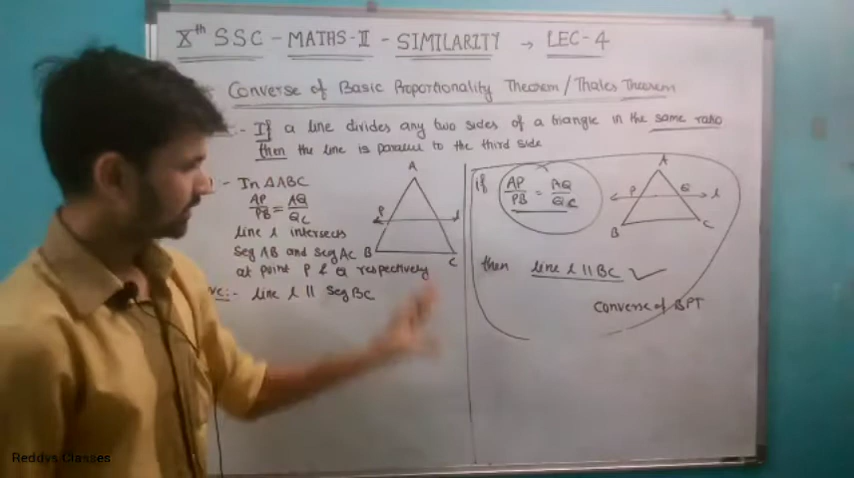 Xth SSC - MATHS-II - SIMILARITY → LEC-4
Converse of Basic Proportionality Theorem / Thales Theorem
:- If a line divides any two sides of a triangle in the same ratio
then the line is parallel to the third side
:- In △ABC
AP/PB = AQ/QC
line l intersects
seg AB and seg AC
at point P & Q respectively
:- line l || seg BC
A
P
l
B
C
if AP/PB = AQ/QC
A
P
Q
l
B
C
then line l || BC ✓
Converse of BPT
Reddys Classes